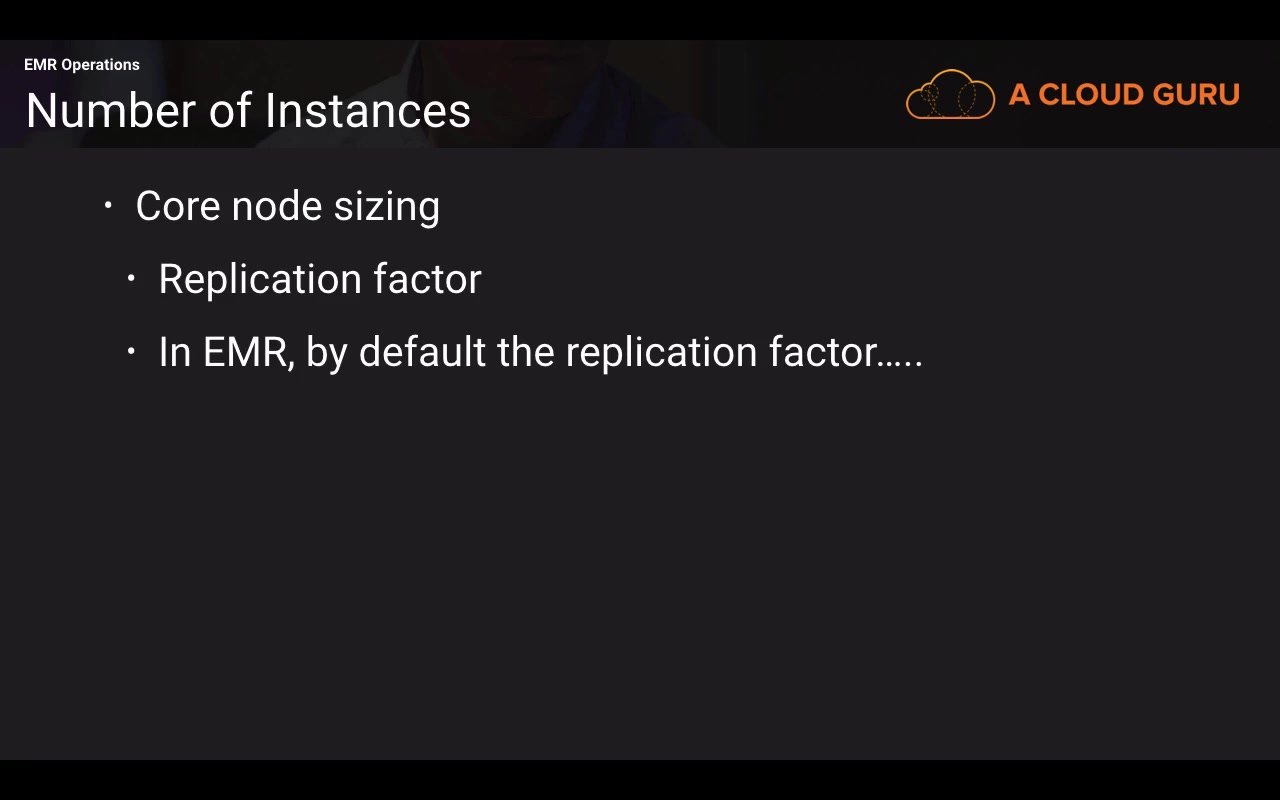 EMR Operations
Number of Instances
A CLOUD GURU
• Core node sizing
• Replication factor
• In EMR, by default the replication factor.....